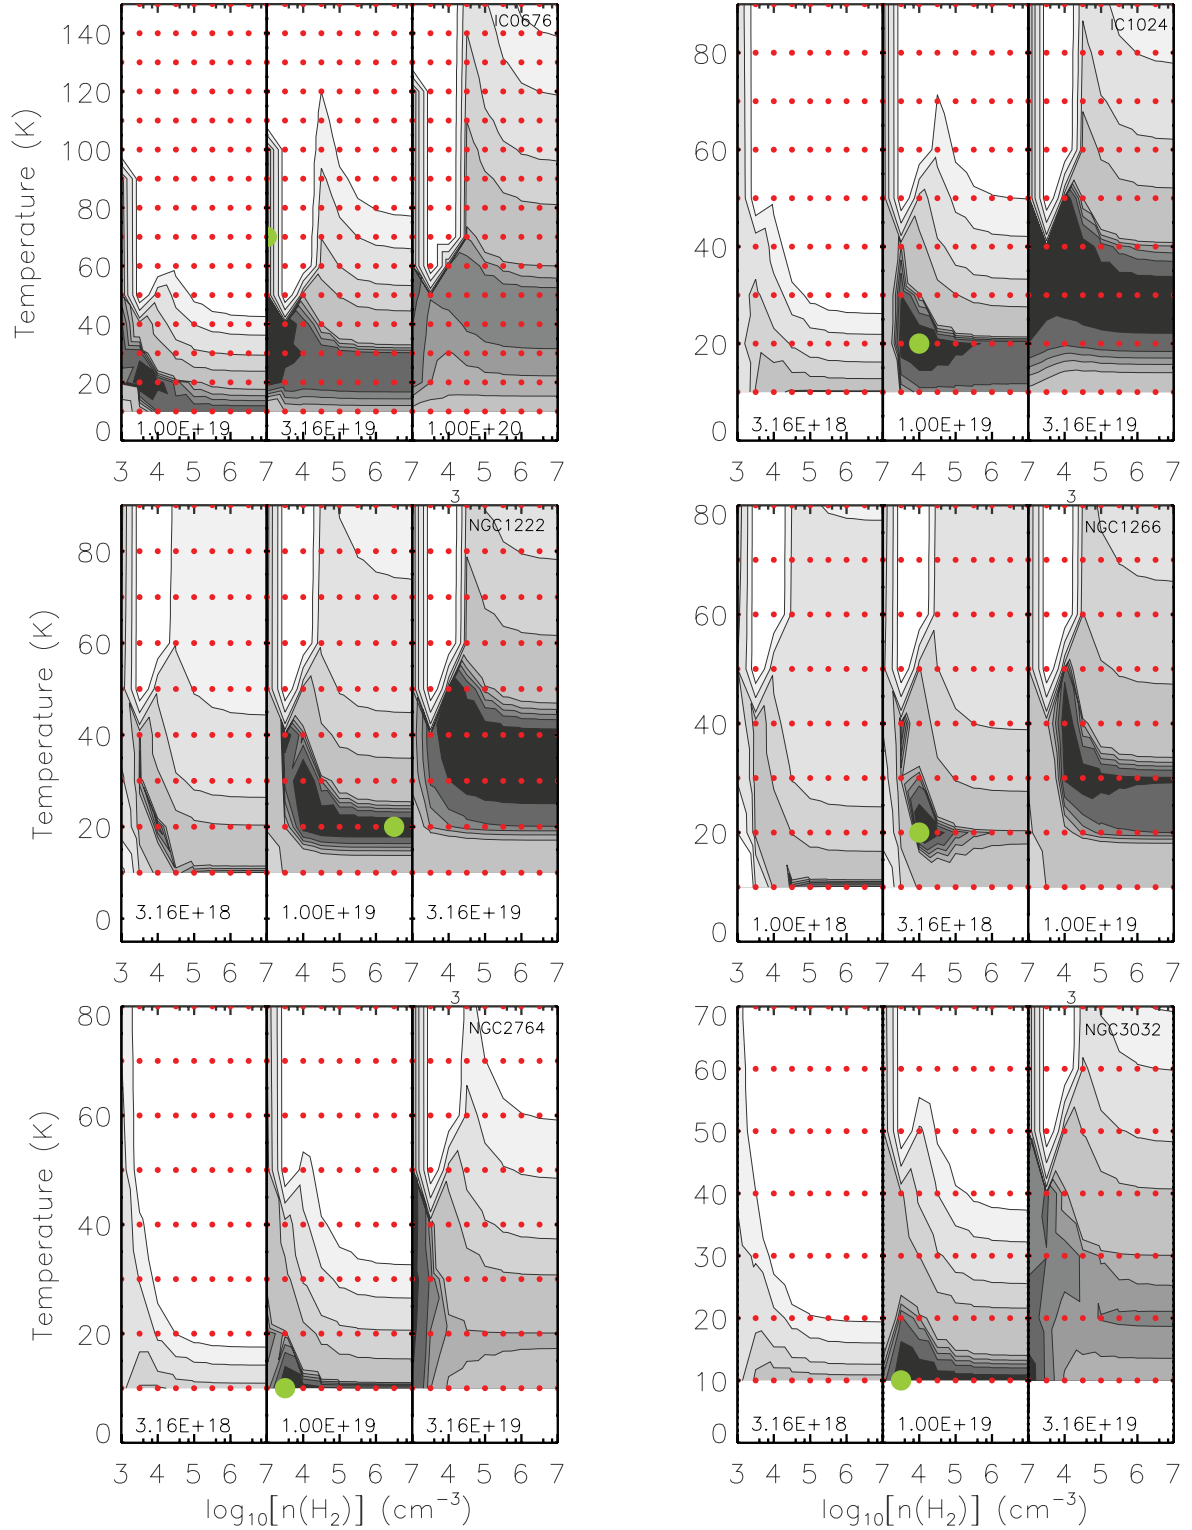 IC0676
Temperature (K)
140
120
100
80
60
40
20
0
1.00E+19 3.16E+19 1.00E+20
3 4 5 6 7 4 5 6 7 4 5 6 7
IC1024
80
60
40
20
0
3.16E+18 1.00E+19 3.16E+19
3 4 5 6 7 4 5 6 7 4 5 6 7
3
NGC1222
Temperature (K)
80
60
40
20
0
3.16E+18 1.00E+19 3.16E+19
3 4 5 6 7 4 5 6 7 4 5 6 7
3
NGC1266
80
60
40
20
0
1.00E+18 3.16E+18 1.00E+19
3 4 5 6 7 4 5 6 7 4 5 6 7
3
NGC2764
Temperature (K)
80
60
40
20
0
3.16E+18 1.00E+19 3.16E+19
3 4 5 6 7 4 5 6 7 4 5 6 7
log₁₀[n(H₂)] (cm⁻³)
3
NGC3032
70
60
50
40
30
20
10
0
3.16E+18 1.00E+19 3.16E+19
3 4 5 6 7 4 5 6 7 4 5 6 7
log₁₀[n(H₂)] (cm⁻³)